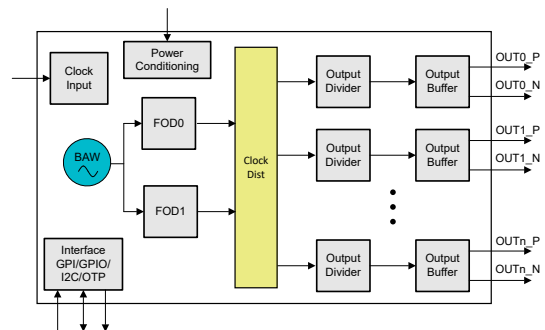 Power
Conditioning
Clock
Input
BAW
FOD0
FOD1
Interface
GPI/GPIO/
I2C/OTP
Clock
Dist
Output
Divider
Output
Buffer
OUT0_P
OUT0_N
Output
Divider
Output
Buffer
OUT1_P
OUT1_N
Output
Divider
Output
Buffer
OUTn_P
OUTn_N